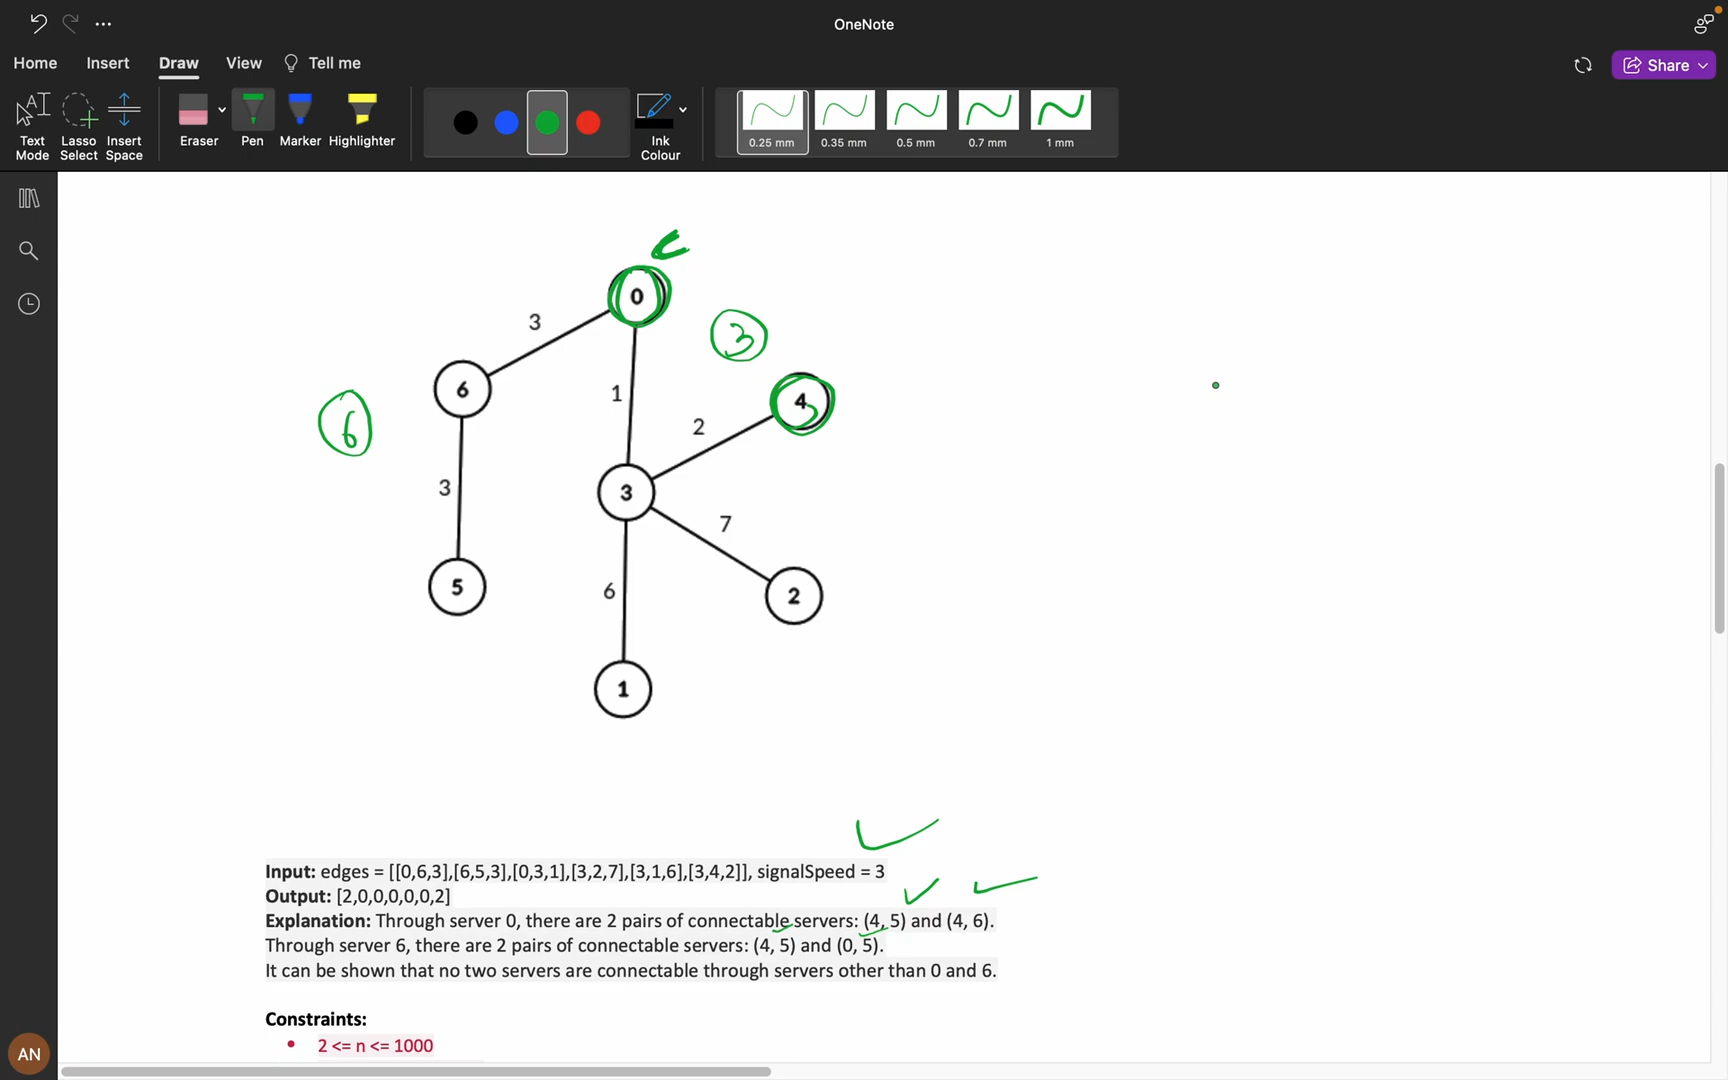 OneNote
Home Insert Draw View Tell me
Share
Text Mode
Lasso Select
Insert Space
Eraser
Pen
Marker
Highlighter
Ink Colour
0.25 mm
0.35 mm
0.5 mm
0.7 mm
1 mm
0
3
3
6
1
4
2
6
3
3
7
5
6
2
1
Input: edges = [[0,6,3],[6,5,3],[0,3,1],[3,2,7],[3,1,6],[3,4,2]], signalSpeed = 3
Output: [2,0,0,0,0,0,2]
Explanation: Through server 0, there are 2 pairs of connectable servers: (4, 5) and (4, 6).
Through server 6, there are 2 pairs of connectable servers: (4, 5) and (0, 5).
It can be shown that no two servers are connectable through servers other than 0 and 6.
Constraints:
• 2 <= n <= 1000
AN